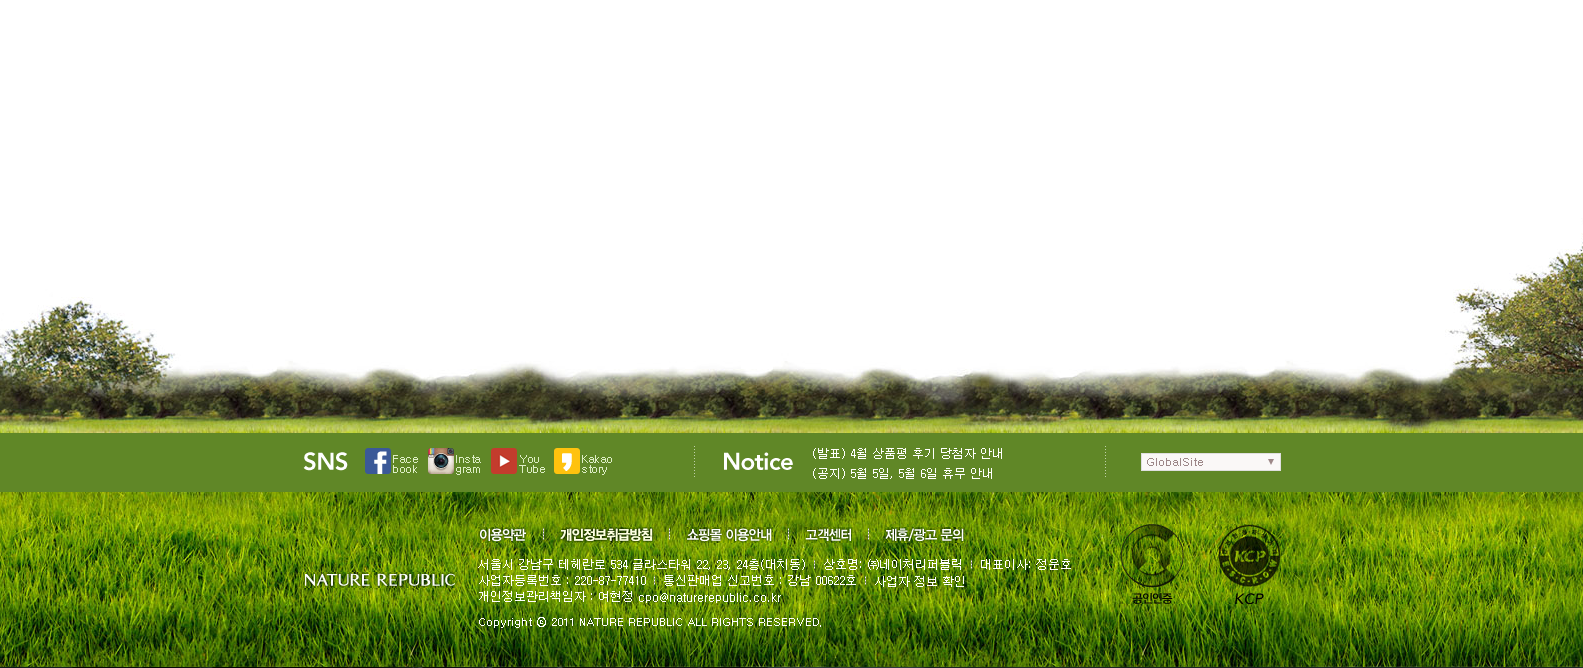 SNS
Face
book
Insta
gram
You
Tube
Kakao
story
Notice
(발표) 4월 상품평 후기 당첨자 안내
(공지) 5월 5일, 5월 6일 휴무 안내
GlobalSite
이용약관 개인정보취급방침 쇼핑몰 이용안내 고객센터 제휴/광고 문의
NATURE REPUBLIC
서울시 강남구 테헤란로 534 글라스타워 22, 23, 24층(대치동) | 상호명: ㈜네이처리퍼블릭 | 대표이사: 정운호
사업자등록번호 : 220-87-77410 | 통신판매업 신고번호 : 강남 00622호 | 사업자 정보 확인
개인정보관리책임자 : 여현정 cpo@naturerepublic.co.kr
Copyright ⓒ 2011 NATURE REPUBLIC ALL RIGHTS RESERVED.
공인인증
KCP
KCP